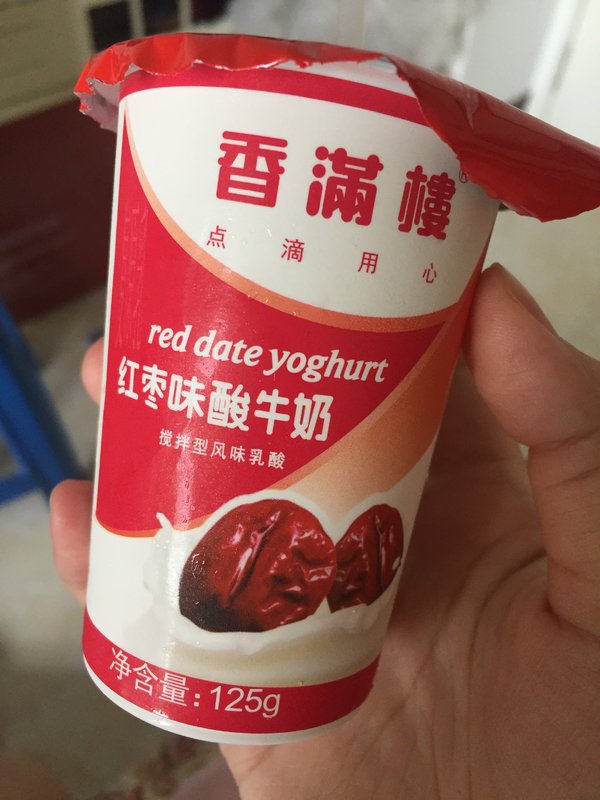 香滿樓®
点滴用心
red date yoghurt
红枣味酸牛奶
搅拌型风味乳酸
净含量:125g